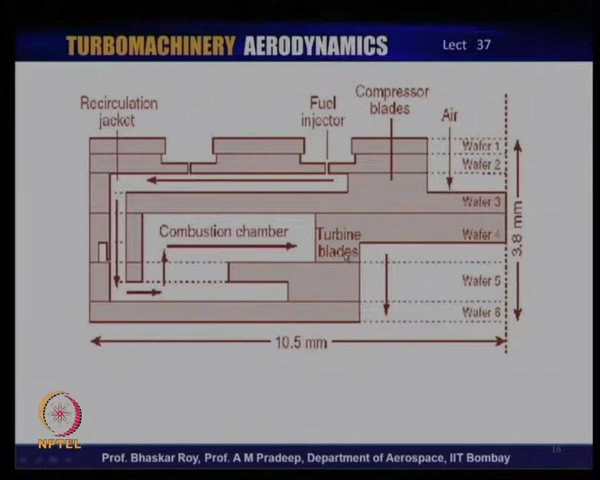 TURBOMACHINERY AERODYNAMICS
Lect 37
Recirculation
jacket
Fuel
injector
Compressor
blades
Air
Wafer 1
Wafer 2
Wafer 3
Combustion chamber
Turbine
blades
Wafer 4
3.8 mm
Wafer 5
Wafer 6
10.5 mm
NPTEL
Prof. Bhaskar Roy, Prof. A M Pradeep, Department of Aerospace, IIT Bombay
16